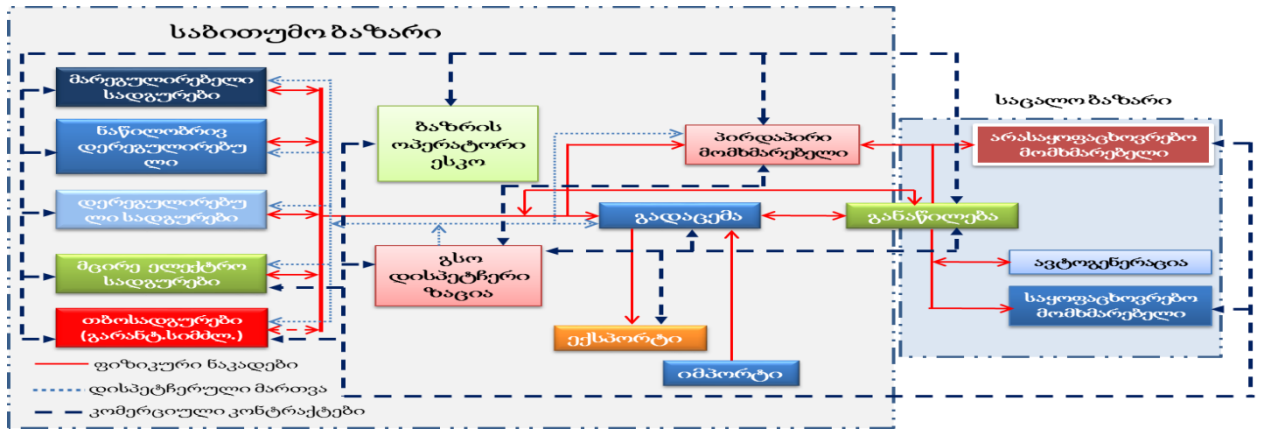 საბითუმო ბაზარი
მარეგულირებელი
სადგურები
ნაწილობრივ
დერეგულირებუ
ლი
დერეგულირებუ
ლი სადგურები
მცირე ელექტრო
სადგურები
თბოსადგურები
(გარანტ.სიმძლ.)
ბაზრის
ოპერატორი
ესკო
გსო
დისპეტჩერი
ზაცია
პირდაპირი
მომხმარებელი
გადაცემა
განაწილება
ექსპორტი
იმპორტი
საცალო ბაზარი
არასაყოფაცხოვრებო
მომხმარებელი
ავტოგენერაცია
საყოფაცხოვრებო
მომხმარებელი
ფიზიკური ნაკადები
დისპეტჩერული მართვა
კომერციული კონტრაქტები